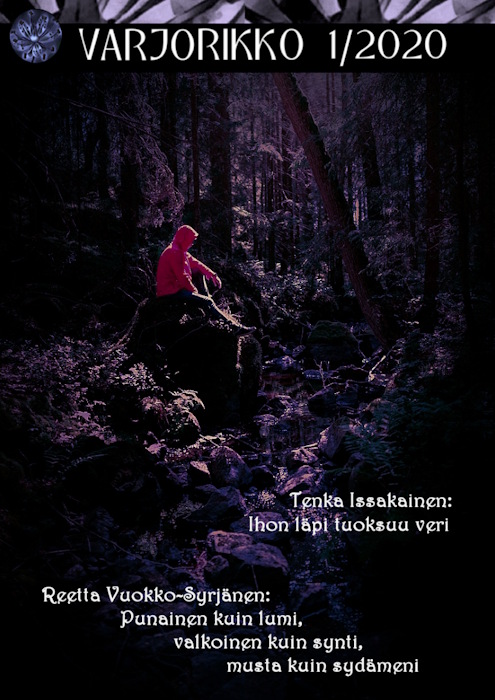 VARJORIKKO 1/2020
Tenka Issakainen:
Ihon läpi tuoksuu veri
Reetta Vuokko-Syrjänen:
Punainen kuin lumi,
valkoinen kuin synti,
musta kuin sydämeni